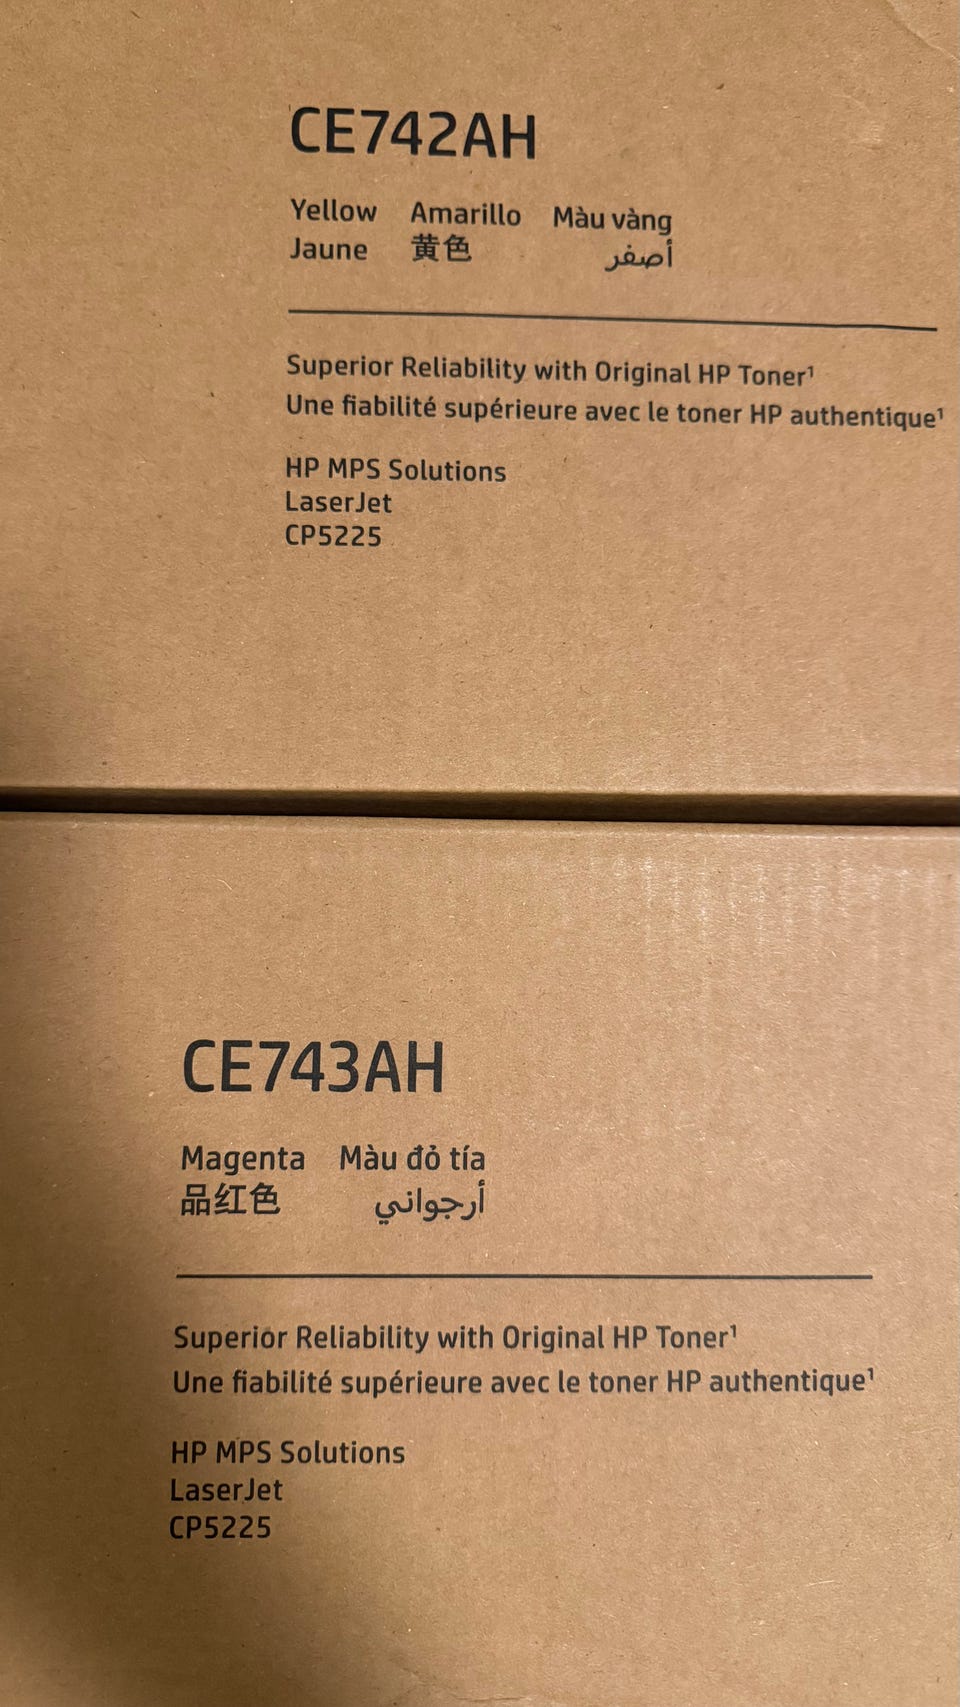 CE742AH
Yellow Amarillo Màu vàng
Jaune 黄色 أصفر
Superior Reliability with Original HP Toner¹
Une fiabilité supérieure avec le toner HP authentique¹
HP MPS Solutions
LaserJet
CP5225
CE743AH
Magenta Màu đỏ tía
品红色 أرجواني
Superior Reliability with Original HP Toner¹
Une fiabilité supérieure avec le toner HP authentique¹
HP MPS Solutions
LaserJet
CP5225